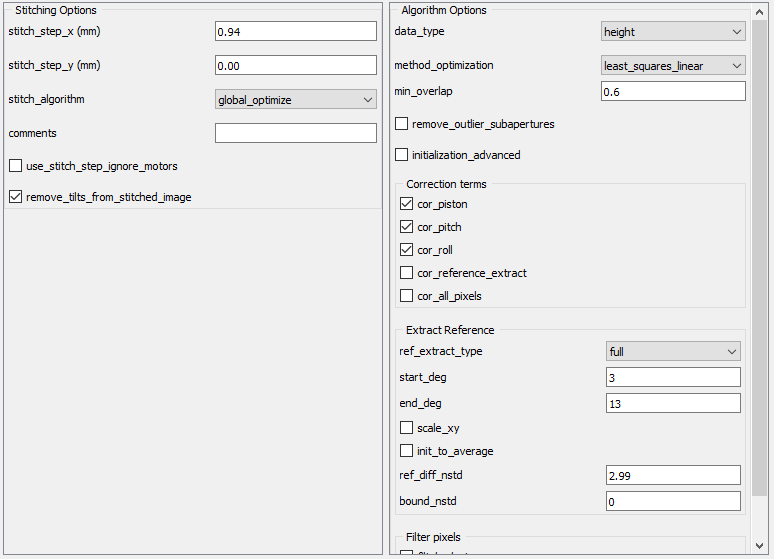 Stitching Options
stitch_step_x (mm) 0.94
stitch_step_y (mm) 0.00
stitch_algorithm global_optimize
comments
use_stitch_step_ignore_motors
remove_tilts_from_stitched_image
Algorithm Options
data_type height
method_optimization least_squares_linear
min_overlap 0.6
remove_outlier_subapertures
initialization_advanced
Correction terms
cor_piston
cor_pitch
cor_roll
cor_reference_extract
cor_all_pixels
Extract Reference
ref_extract_type full
start_deg 3
end_deg 13
scale_xy
init_to_average
ref_diff_nstd 2.99
bound_nstd 0
Filter pixels